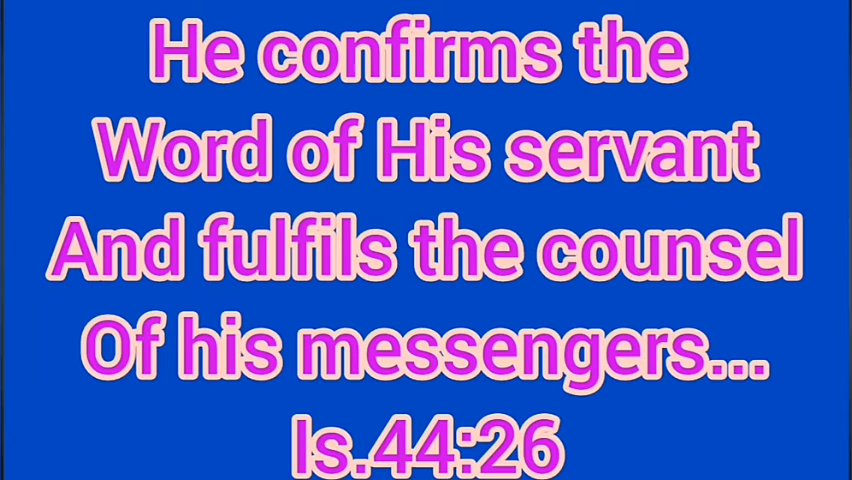 He confirms the
Word of His servant
And fulfils the counsel
Of his messengers...
Is.44:26